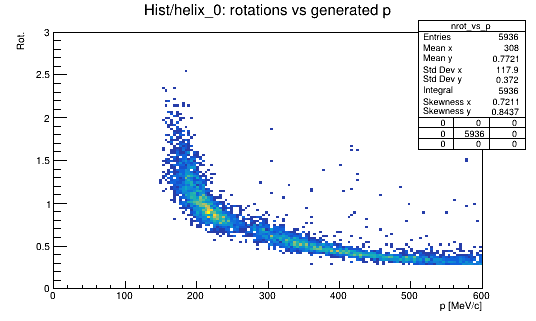 Hist/helix_0: rotations vs generated p
nrot_vs_p
Entries 5936
Mean x 308
Mean y 0.7721
Std Dev x 117.9
Std Dev y 0.372
Integral 5936
Skewness x 0.7211
Skewness y 0.8437
0 0 0
0 5936 0
0 0 0
Rot.
3
2.5
2
1.5
1
0.5
0
0 100 200 300 400 500 600
p [MeV/c]